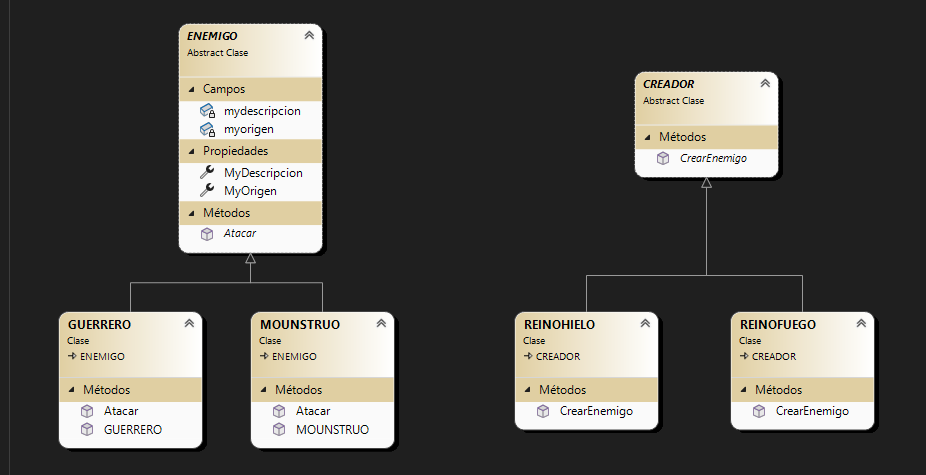 ENEMIGO
Abstract Clase
Campos
mydescripcion
myorigen
Propiedades
MyDescripcion
MyOrigen
Métodos
Atacar
CREADOR
Abstract Clase
Métodos
CrearEnemigo
GUERRERO
Clase
ENEMIGO
Métodos
Atacar
GUERRERO
MOUNSTRUO
Clase
ENEMIGO
Métodos
Atacar
MOUNSTRUO
REINOHIELO
Clase
CREADOR
Métodos
CrearEnemigo
REINOFUEGO
Clase
CREADOR
Métodos
CrearEnemigo